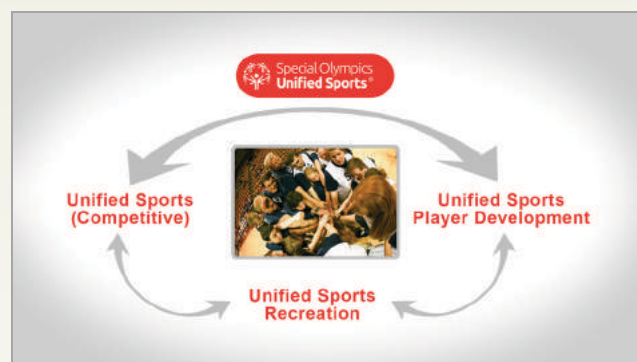 Special Olympics
Unified Sports®
Unified Sports
(Competitive)
Unified Sports
Player Development
Unified Sports
Recreation